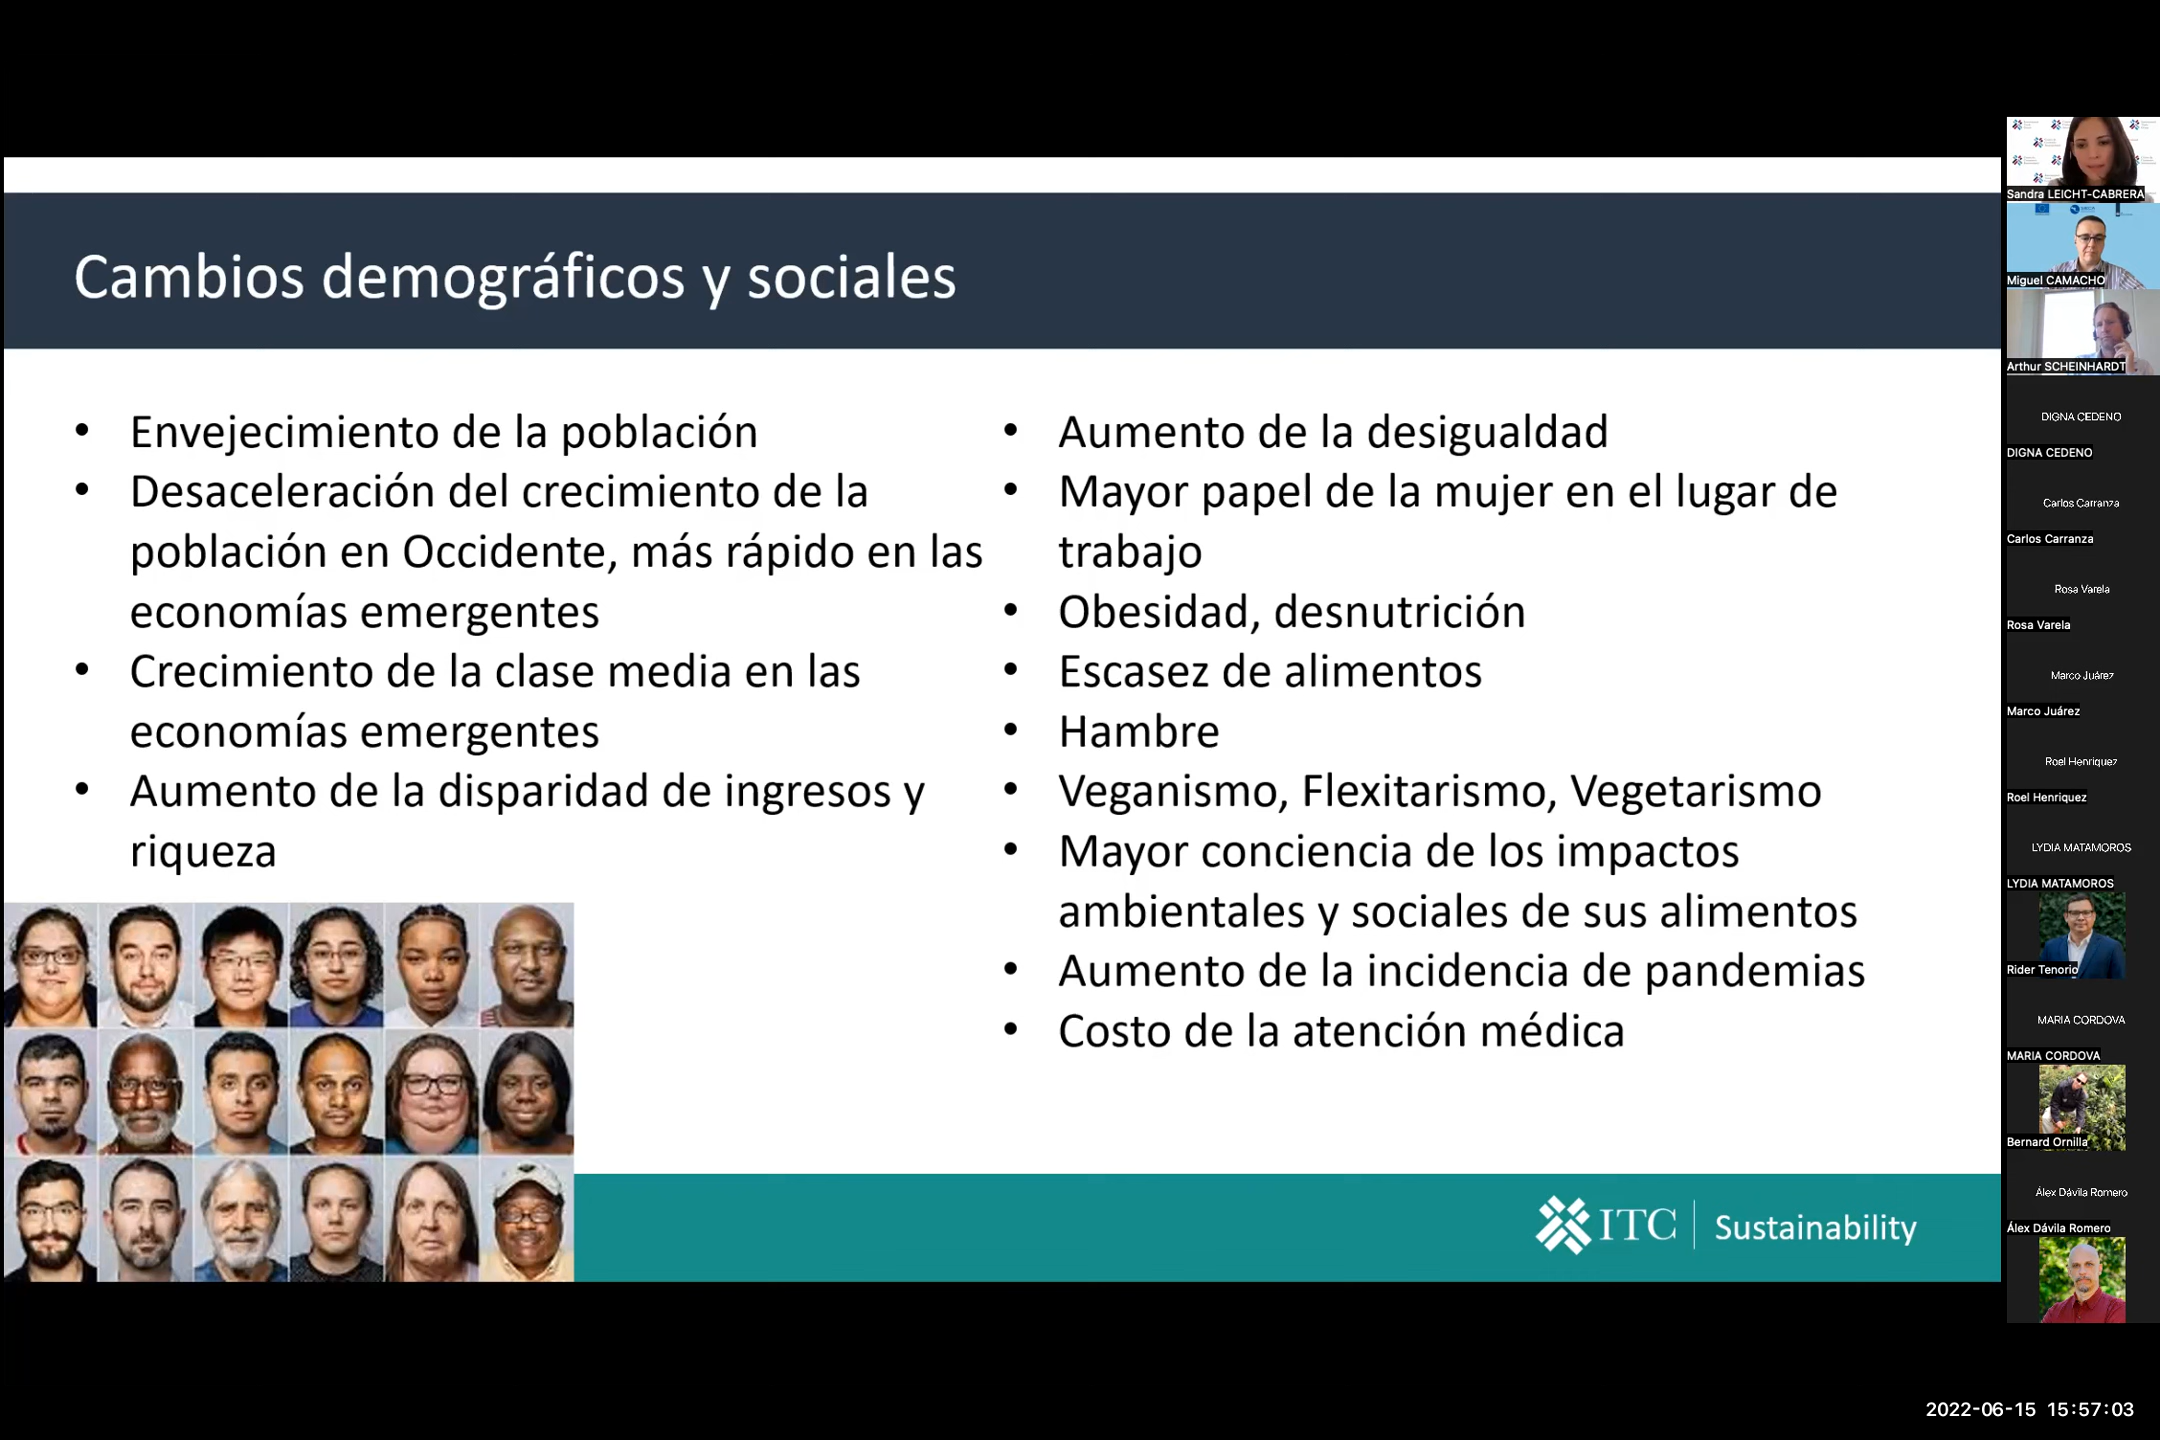 Cambios demográficos y sociales
• Envejecimiento de la población
• Desaceleración del crecimiento de la
población en Occidente, más rápido en las
economías emergentes
• Crecimiento de la clase media en las
economías emergentes
• Aumento de la disparidad de ingresos y
riqueza
• Aumento de la desigualdad
• Mayor papel de la mujer en el lugar de
trabajo
• Obesidad, desnutrición
• Escasez de alimentos
• Hambre
• Veganismo, Flexitarismo, Vegetarismo
• Mayor conciencia de los impactos
ambientales y sociales de sus alimentos
• Aumento de la incidencia de pandemias
• Costo de la atención médica
ITC | Sustainability
Sandra LEICHT-CABRERA
Miguel CAMACHO
Arthur SCHEINHARDT
DIGNA CEDENO
DIGNA CEDENO
Carlos Carranza
Carlos Carranza
Rosa Varela
Rosa Varela
Marco Juárez
Marco Juárez
Roel Henriquez
Roel Henriquez
LYDIA MATAMOROS
LYDIA MATAMOROS
Rider Tenorio
MARIA CORDOVA
MARIA CORDOVA
Bernard Ornilla
Álex Dávila Romero
Álex Dávila Romero
2022-06-15 15:57:03